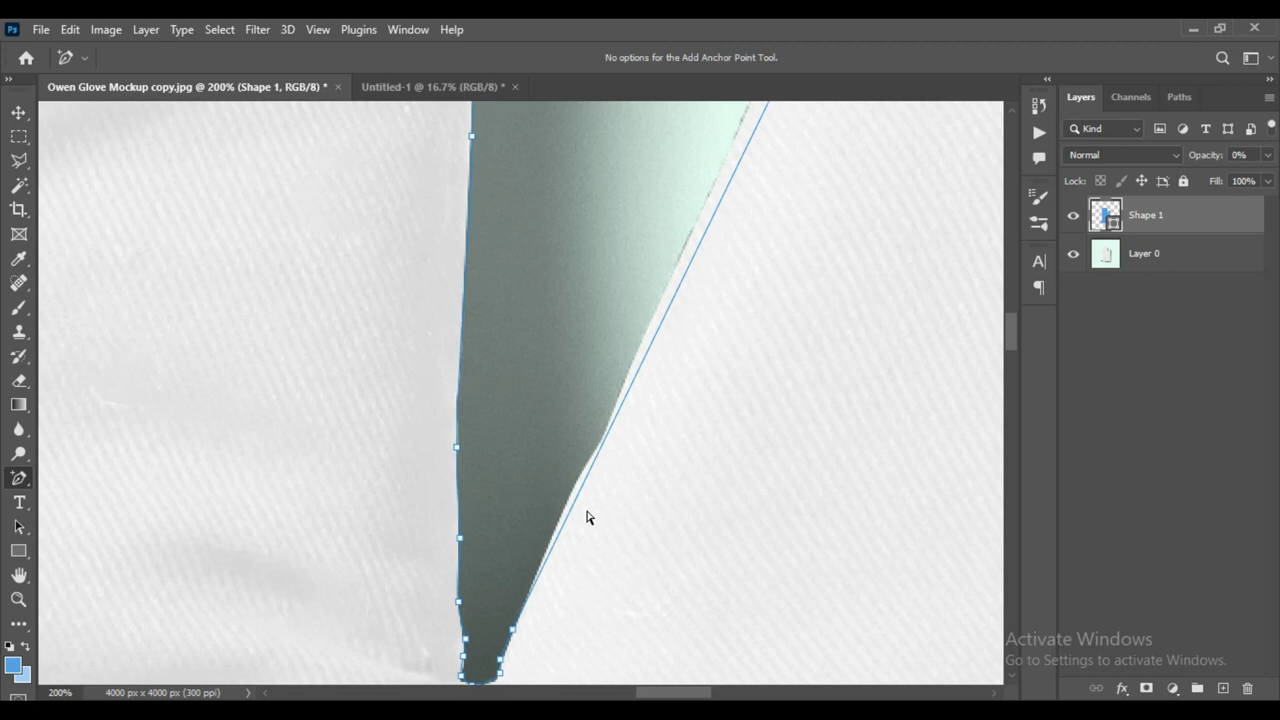 Ps File Edit Image Layer Type Select Filter 3D View Plugins Window Help
No options for the Add Anchor Point Tool.
Owen Glove Mockup copy.jpg @ 200% (Shape 1, RGB/8) * × Untitled-1 @ 16.7% (RGB/8) * ×
Layers Channels Paths
Kind
Normal Opacity: 0%
Lock: Fill: 100%
Shape 1
Layer 0
Activate Windows
Go to Settings to activate Windows.
200% 4000 px x 4000 px (300 ppi)